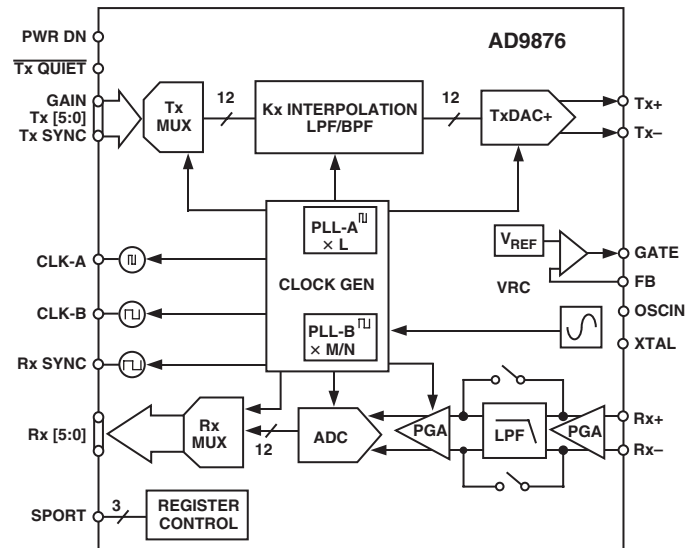 PWR DN
AD9876
Tx QUIET
GAIN
Tx [5:0]
Tx SYNC
Tx
MUX
12
Kx INTERPOLATION
LPF/BPF
12
TxDAC+
Tx+
Tx–
PLL-A
× L
CLOCK GEN
PLL-B
× M/N
VREF
VRC
GATE
FB
OSCIN
XTAL
CLK-A
CLK-B
Rx SYNC
Rx [5:0]
Rx
MUX
12
ADC
PGA
LPF
PGA
Rx+
Rx–
SPORT
3
REGISTER
CONTROL